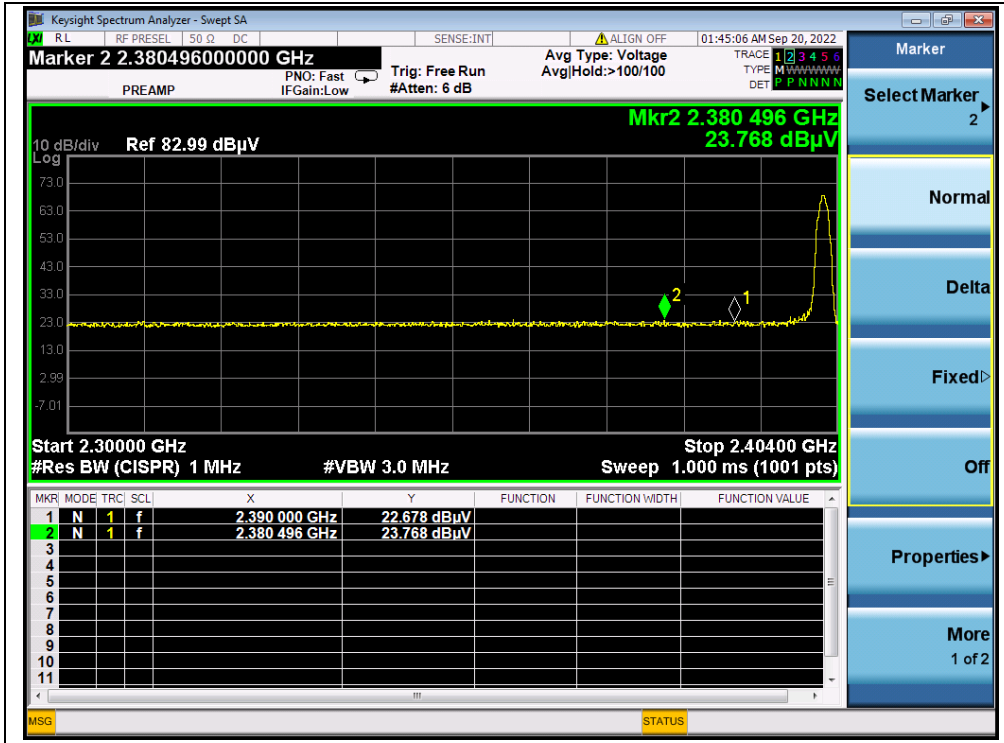 Keysight Spectrum Analyzer - Swept SA
LXI RL RF PRESEL 50 Ω DC SENSE:INT ALIGN OFF 01:45:06 AM Sep 20, 2022
Marker 2 2.380496000000 GHz
PREAMP
PNO: Fast
IFGain:Low
Trig: Free Run
#Atten: 6 dB
Avg Type: Voltage
Avg|Hold:>100/100
TRACE 1 2 3 4 5 6
TYPE M WWWWW
DET P P N N N N
Mkr2 2.380 496 GHz
23.768 dBµV
10 dB/div Ref 82.99 dBµV
Log
73.0
63.0
53.0
43.0
33.0
23.0
13.0
2.99
-7.01
2
1
Start 2.30000 GHz Stop 2.40400 GHz
#Res BW (CISPR) 1 MHz #VBW 3.0 MHz Sweep 1.000 ms (1001 pts)
MKR MODE TRC SCL X Y FUNCTION FUNCTION WIDTH FUNCTION VALUE
1 N 1 f 2.390 000 GHz 22.678 dBµV
2 N 1 f 2.380 496 GHz 23.768 dBµV
3
4
5
6
7
8
9
10
11
MSG STATUS
Marker
Select Marker
2
Normal
Delta
Fixed
Off
Properties
More
1 of 2